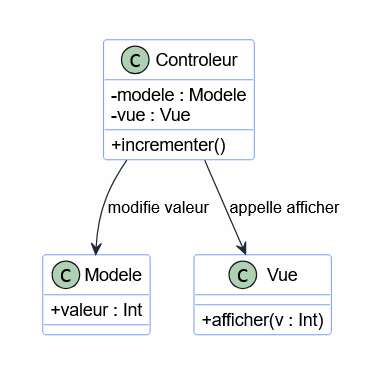 C Controleur
-modele : Modele
-vue : Vue
+incrementer()
modifie valeur
appelle afficher
C Modele
+valeur : Int
C Vue
+afficher(v : Int)